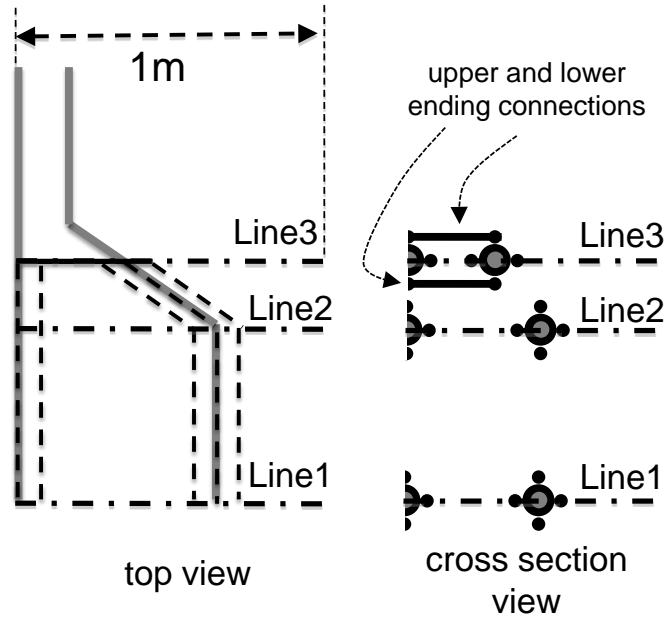 1m
upper and lower
ending connections
Line3
Line3
Line2
Line2
Line1
Line1
top view
cross section
view